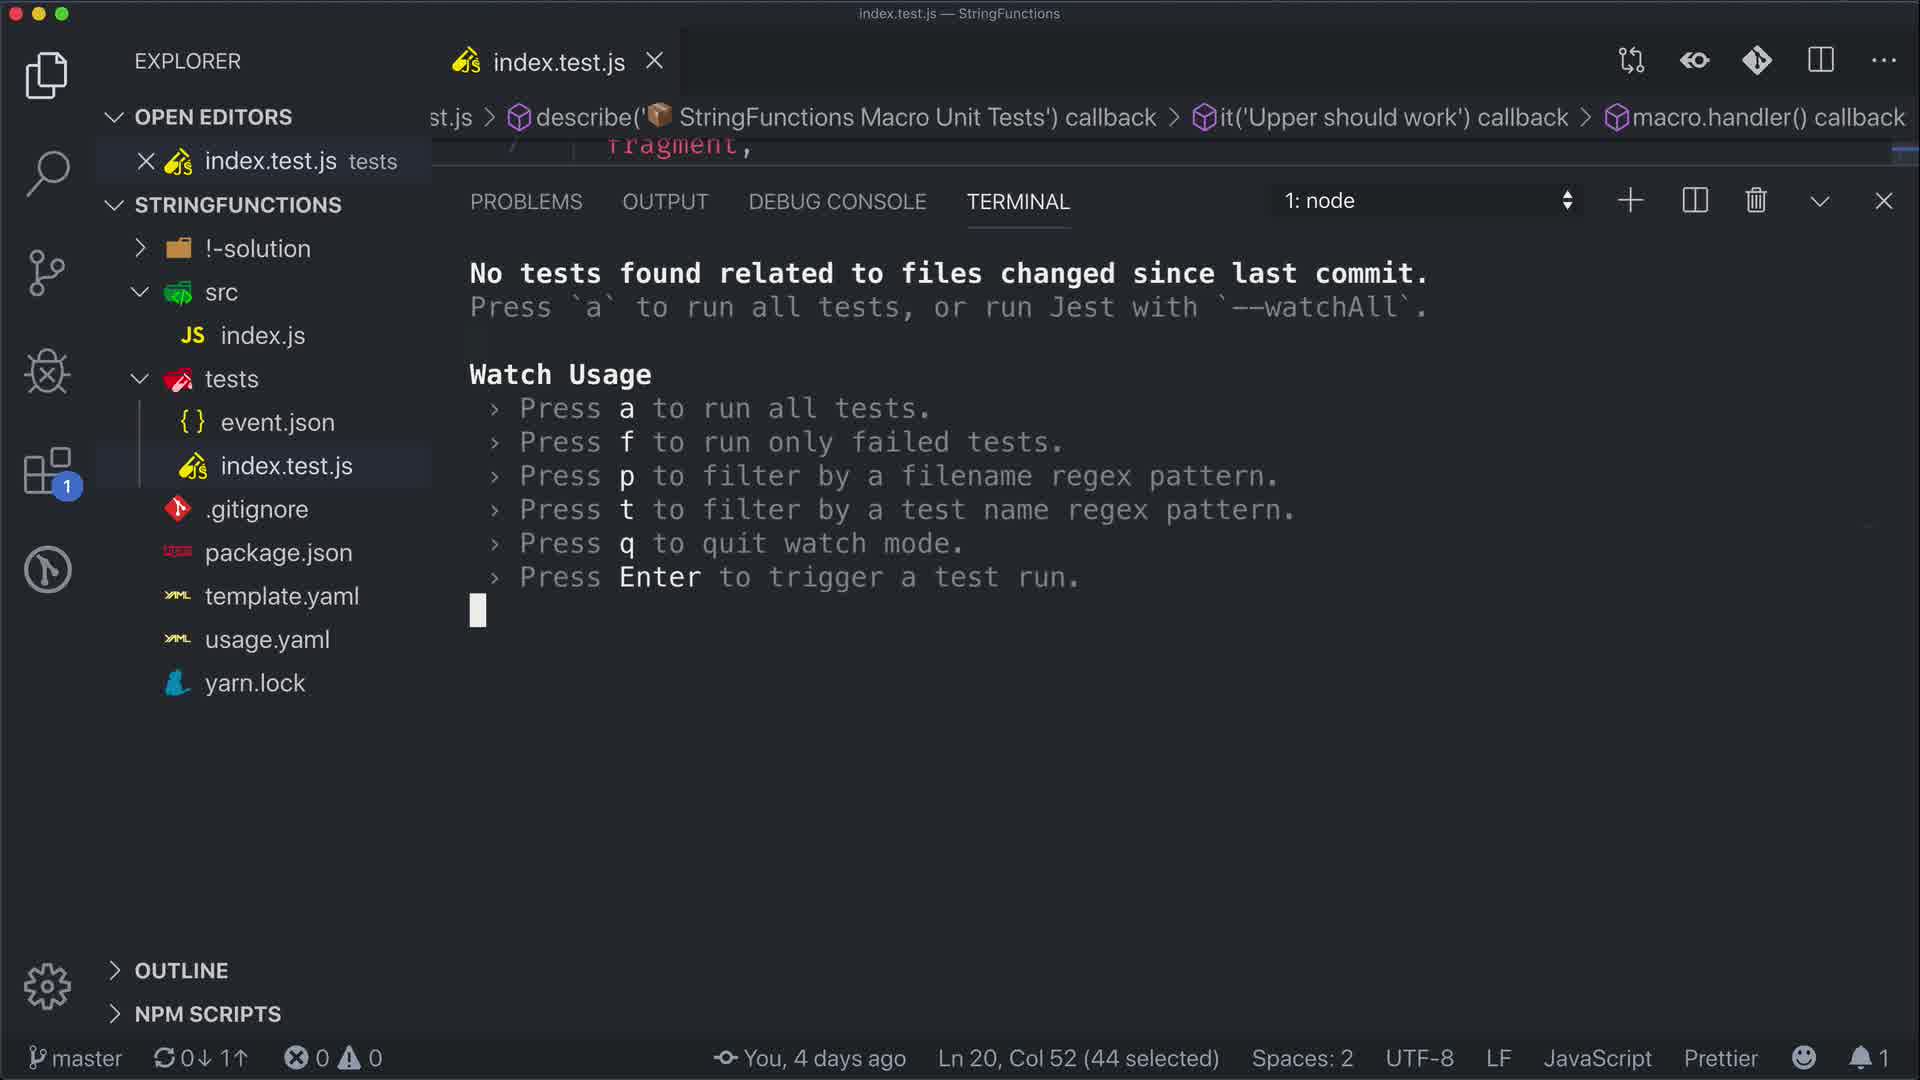 index.test.js — StringFunctions
EXPLORER
index.test.js
OPEN EDITORS
st.js > describe('📦 StringFunctions Macro Unit Tests') callback > it('Upper should work') callback > macro.handler() callback
fragment,
index.test.js tests
STRINGFUNCTIONS
!-solution
src
JS index.js
tests
{ } event.json
index.test.js
1
.gitignore
package.json
YAML template.yaml
YAML usage.yaml
yarn.lock
PROBLEMS OUTPUT DEBUG CONSOLE TERMINAL 1: node
No tests found related to files changed since last commit.
Press `a` to run all tests, or run Jest with `--watchAll`.
Watch Usage
› Press a to run all tests.
› Press f to run only failed tests.
› Press p to filter by a filename regex pattern.
› Press t to filter by a test name regex pattern.
› Press q to quit watch mode.
› Press Enter to trigger a test run.
OUTLINE
NPM SCRIPTS
master 0↓ 1↑ 0 0 You, 4 days ago Ln 20, Col 52 (44 selected) Spaces: 2 UTF-8 LF JavaScript Prettier 1